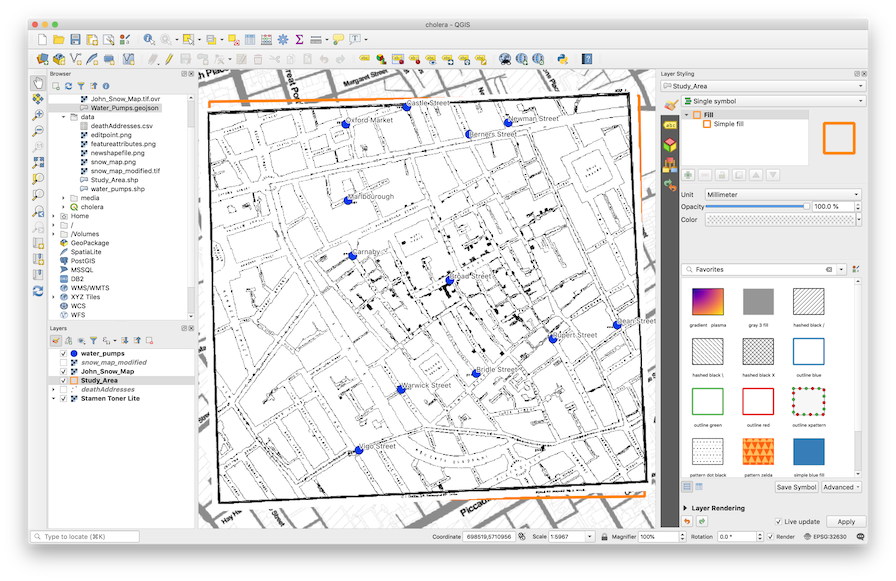 cholera — QGIS
Browser
John_Snow_Map.tif.ovr
Water_Pumps.geojson
data
deathAddresses.csv
editpoint.png
featureattributes.png
newshapefile.png
snow_map.png
snow_map_modified.tif
Study_Area.shp
water_pumps.shp
media
cholera
Home
/
/Volumes
GeoPackage
SpatiaLite
PostGIS
MSSQL
DB2
WMS/WMTS
XYZ Tiles
WCS
WFS
Layers
water_pumps
snow_map_modified
John_Snow_Map
Study_Area
deathAddresses
Stamen Toner Lite
Margaret Street
Castle Street
Oxford Market
Newman Street
Berners Street
Marlbourough
Carnaby
Broad Street
Dean Street
Rupert Street
Bridle Street
Warwick Street
Vigo Street
Layer Styling
Study_Area
Single symbol
Fill
Simple fill
Unit
Millimeter
Opacity
100.0 %
Color
Favorites
gradient plasma
gray 3 fill
hashed black /
hashed black \
hashed black X
outline blue
outline green
outline red
outline xpattern
pattern dot black
pattern zelda
simple blue fill
Save Symbol
Advanced
Layer Rendering
Live update
Apply
Type to locate (⌘K)
Coordinate
698519,5710956
Scale
1:5967
Magnifier
100%
Rotation
0.0 °
Render
EPSG:32630